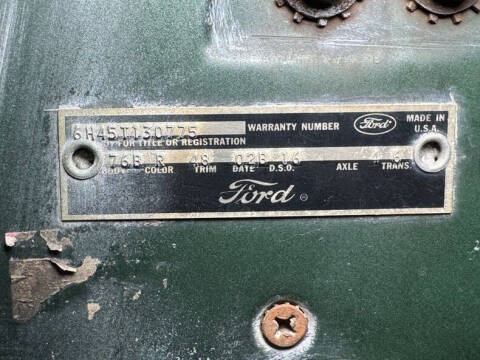 6H45T130775 WARRANTY NUMBER Ford MADE IN U.S.A.
FOR TITLE OR REGISTRATION
76B R 48 02B 16 6
BODY COLOR TRIM DATE D.S.O. AXLE TRANS.
Ford